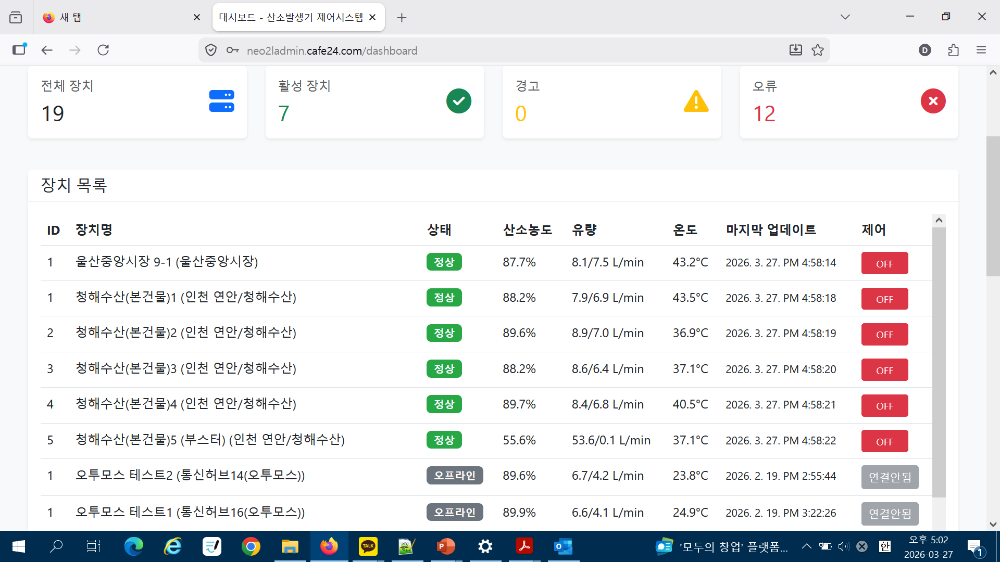 새 탭
대시보드 - 산소발생기 제어시스템
neo2ladmin.cafe24.com/dashboard
D
전체 장치
19
활성 장치
7
경고
0
오류
12
장치 목록
ID 장치명 상태 산소농도 유량 온도 마지막 업데이트 제어
1 울산중앙시장 9-1 (울산중앙시장) 정상 87.7% 8.1/7.5 L/min 43.2°C 2026. 3. 27. PM 4:58:14 OFF
1 청해수산(본건물)1 (인천 연안/청해수산) 정상 88.2% 7.9/6.9 L/min 43.5°C 2026. 3. 27. PM 4:58:18 OFF
2 청해수산(본건물)2 (인천 연안/청해수산) 정상 89.6% 8.9/7.0 L/min 36.9°C 2026. 3. 27. PM 4:58:19 OFF
3 청해수산(본건물)3 (인천 연안/청해수산) 정상 88.2% 8.6/6.4 L/min 37.1°C 2026. 3. 27. PM 4:58:20 OFF
4 청해수산(본건물)4 (인천 연안/청해수산) 정상 89.7% 8.4/6.8 L/min 40.5°C 2026. 3. 27. PM 4:58:21 OFF
5 청해수산(본건물)5 (부스터) (인천 연안/청해수산) 정상 55.6% 53.6/0.1 L/min 37.1°C 2026. 3. 27. PM 4:58:22 OFF
1 오투모스 테스트2 (통신허브14(오투모스)) 오프라인 89.6% 6.7/4.2 L/min 23.8°C 2026. 2. 19. PM 2:55:44 연결안됨
1 오투모스 테스트1 (통신허브16(오투모스)) 오프라인 89.9% 6.6/4.1 L/min 24.9°C 2026. 2. 19. PM 3:22:26 연결안됨
TALK
P
O
'모두의 창업' 플랫폼...
한
오후 5:02
2026-03-27
1